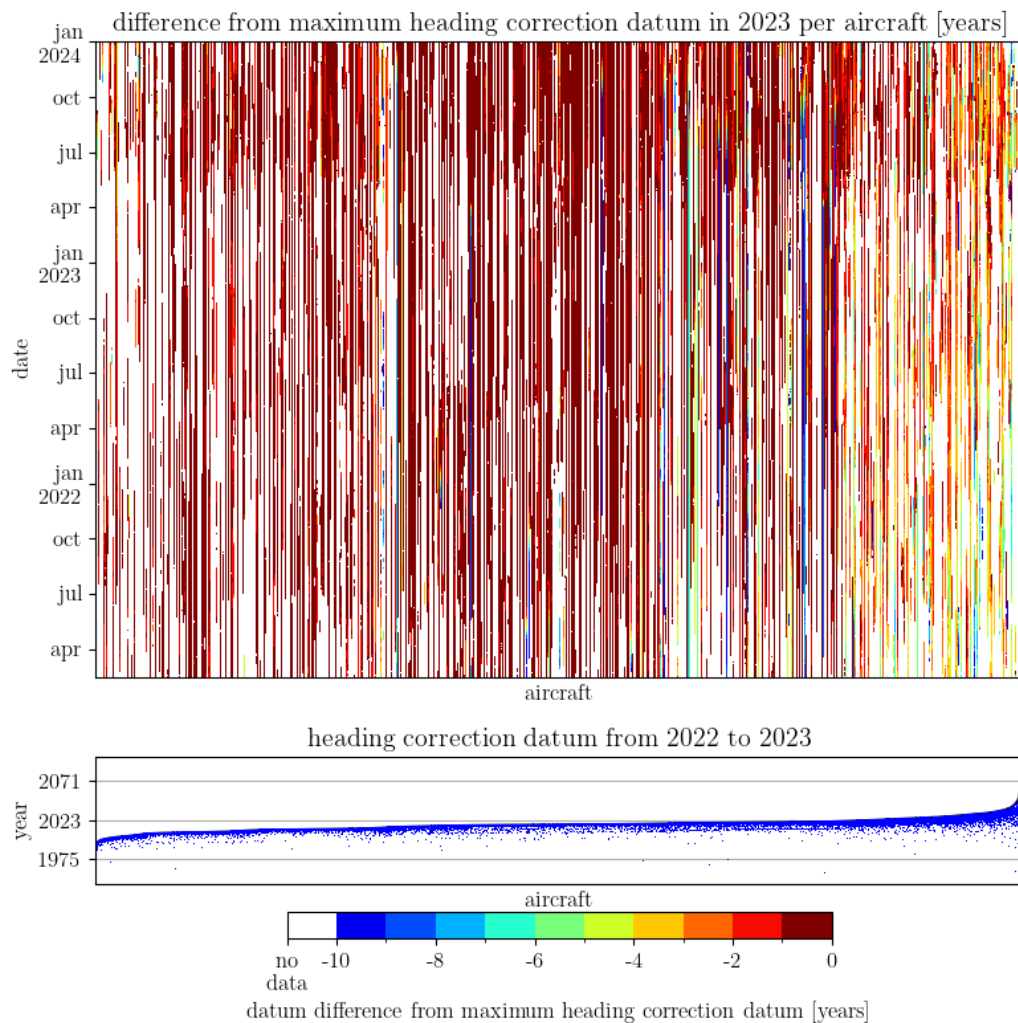 difference from maximum heading correction datum in 2023 per aircraft [years]
jan
2024
oct
jul
apr
jan
2023
oct
jul
apr
jan
2022
oct
jul
apr
date
aircraft
heading correction datum from 2022 to 2023
2071
2023
1975
year
aircraft
no
data
-10
-8
-6
-4
-2
0
datum difference from maximum heading correction datum [years]